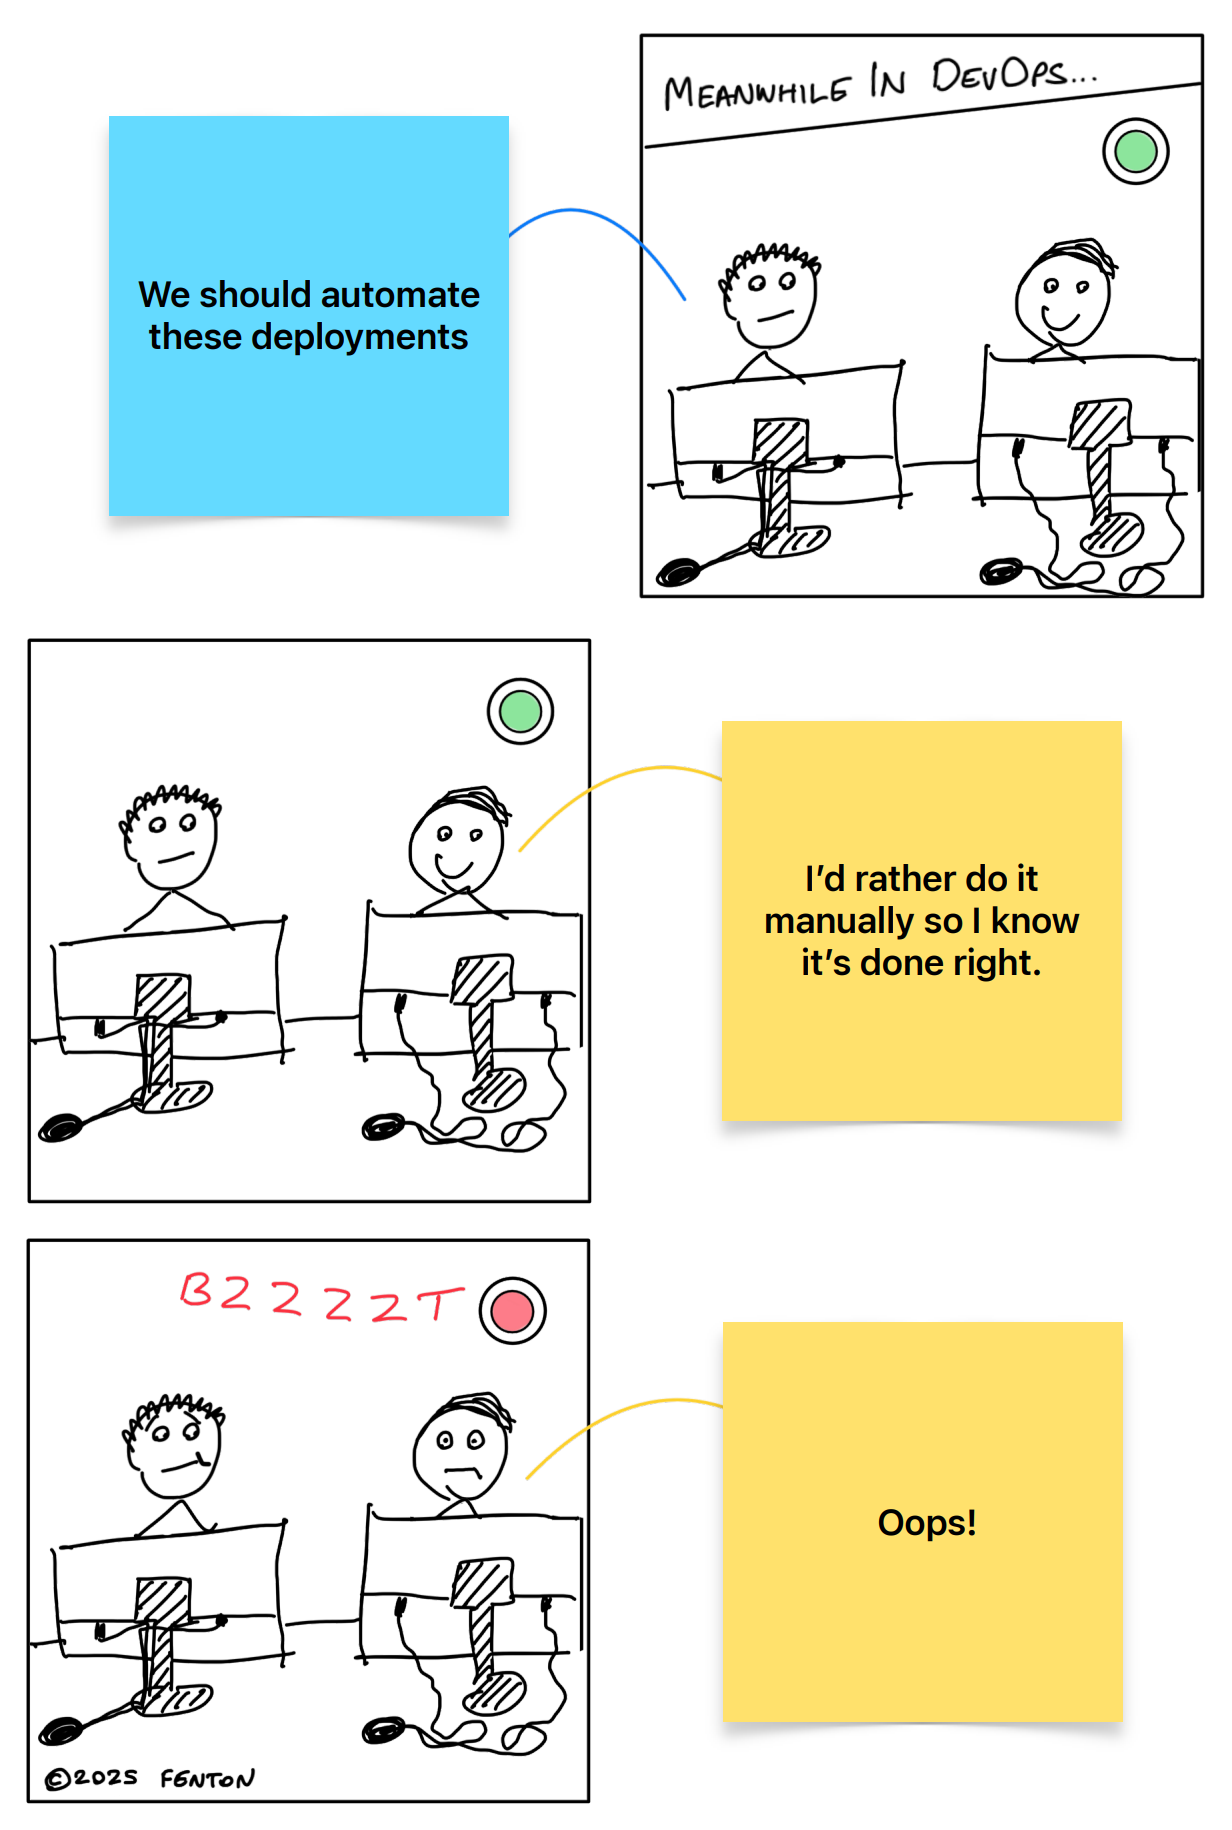 MEANWHILE IN DEVOPS...
We should automate
these deployments
I'd rather do it
manually so I know
it's done right.
BZZZZT
Oops!
©2025 FENTON